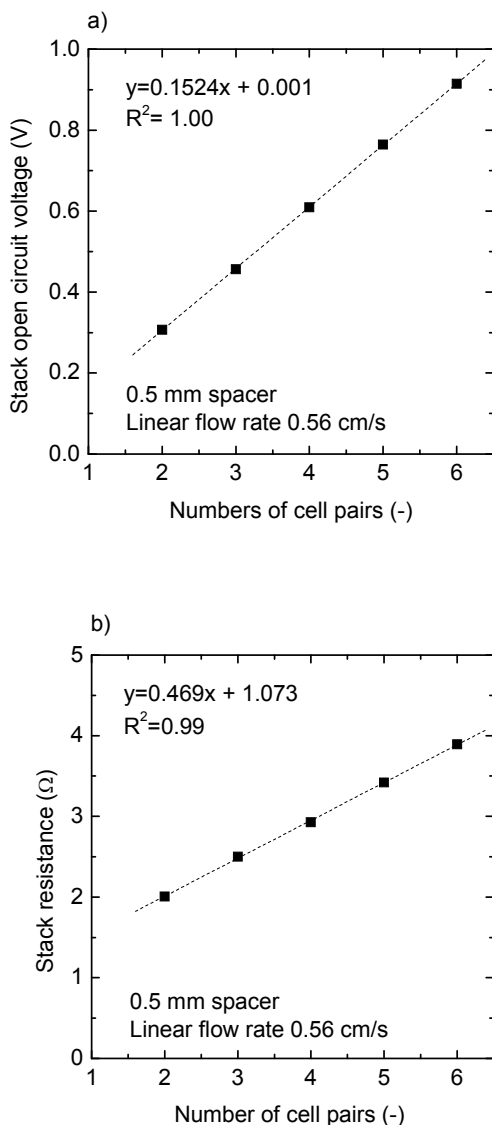 a)
1.0
0.8
0.6
0.4
0.2
0.0
Stack open circuit voltage (V)
y=0.1524x + 0.001
R²= 1.00
0.5 mm spacer
Linear flow rate 0.56 cm/s
1 2 3 4 5 6
Numbers of cell pairs (-)
b)
5
4
3
2
1
0
Stack resistance (Ω)
y=0.469x + 1.073
R²=0.99
0.5 mm spacer
Linear flow rate 0.56 cm/s
1 2 3 4 5 6
Number of cell pairs (-)